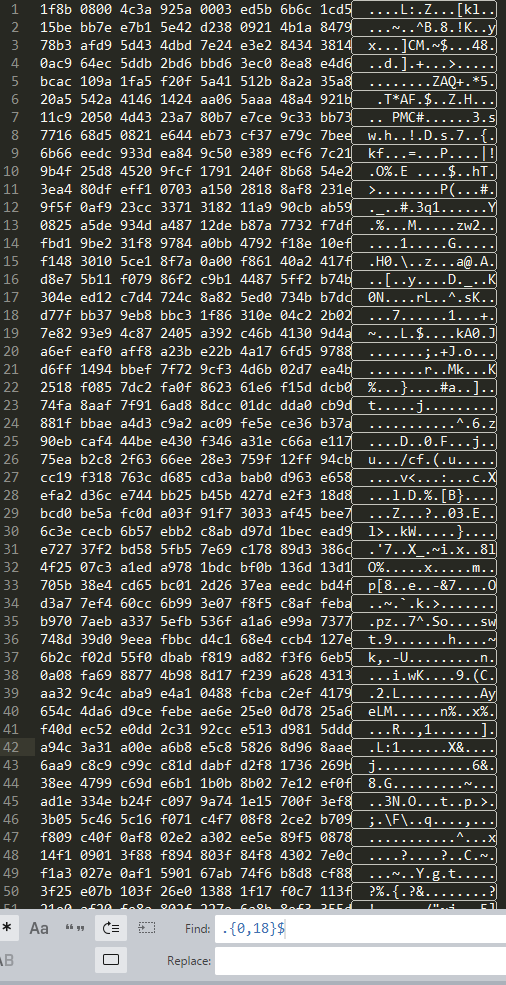 1 1f8b 0800 4c3a 925a 0003 ed5b 6b6c 1cd5 ....L:.Z...[kl..
2 15be bb7e e7b1 5e42 d238 0921 4b1a 8479 ...~..^B.8.!K..y
3 78b3 afd9 5d43 4dbd 7e24 e3e2 8434 3814 x...]CM.~$...48.
4 0ac9 64ec 5ddb 2bd6 bbd6 3ec0 8ea8 e4d6 ..d.].+...>.....
5 bcac 109a 1fa5 f20f 5a41 512b 8a2a 35a8 ........ZAQ+.*5.
6 20a5 542a 4146 1424 aa06 5aaa 48a4 921b .T*AF.$..Z.H...
7 11c9 2050 4d43 23a7 80b7 e7ce 9c33 bb73 .. PMC#......3.s
8 7716 68d5 0821 e644 eb73 cf37 e79c 7bee w.h..!.D.s.7..{.
9 6b66 eedc 933d ea84 9c50 e389 ecf6 7c21 kf...=...P....|!
10 9b4f 25d8 4520 9fcf 1791 240f 8b68 54e2 .O%.E ....$..hT.
11 3ea4 80df eff1 0703 a150 2818 8af8 231e >........P(...#.
12 9f5f 0af9 23cc 3371 3182 11a9 90cb ab59 ._..#.3q1......Y
13 0825 a5de 934d a487 12de b87a 7732 f7df .%...M.....zw2..
14 fbd1 9be2 31f8 9784 a0bb 4792 f18e 10ef ....1.....G.....
15 f148 3010 5ce1 8f7a 0a00 f861 40a2 417f .H0.\..z...a@.A.
16 d8e7 5b11 f079 86f2 c9b1 4487 5ff2 b74b ..[..y....D._..K
17 304e ed12 c7d4 724c 8a82 5ed0 734b b7dc 0N....rL..^.sK..
18 d77f bb37 9eb8 bbc3 1f86 310e 04c2 2b02 ...7......1...+.
19 7e82 93e9 4c87 2405 a392 c46b 4130 9d4a ~...L.$....kA0.J
20 a6ef eaf0 aff8 a23b e22b 4a17 6fd5 9788 .......;.+J.o...
21 d6ff 1494 bbef 7f72 9cf3 4d6b 02d7 ea4b .......r..Mk...K
22 2518 f085 7dc2 fa0f 8623 61e6 f15d dcb0 %...}....#a..]..
23 74fa 8aaf 7f91 6ad8 8dcc 01dc dda0 cb9d t.....j.........
24 881f bbae a4d3 c9a2 ac09 fe5e ce36 b37a ...........^.6.z
25 90eb caf4 44be e430 f346 a31e c66a e117 ....D..0.F...j..
26 75ea b2c8 2f63 66ee 28e3 759f 12ff 94cb u.../cf.(.u.....
27 cc19 f318 763c d685 cd3a bab0 d963 e658 ....v<...:...c.X
28 efa2 d36c e744 bb25 b45b 427d e2f3 18d8 ...l.D.%.[B}....
29 bcd0 be5a fc0d a03f 91f7 3033 af45 bee7 ...Z...?..03.E..
30 6c3e cecb 6b57 ebb2 c8ab d97d 1bec ead9 l>..kW.....}....
31 e727 37f2 bd58 5fb5 7e69 c178 89d3 386c .'7..X_.~i.x..8l
32 4f25 07c3 a1ed a978 1bdc bf0b 136d 13d1 O%.....x.....m..
33 705b 38e4 cd65 bc01 2d26 37ea eedc bd4f p[8..e..-&7....O
34 d3a7 7ef4 60cc 6b99 3e07 f8f5 c8af feba ..~.`.k.>.......
35 b970 7aeb a337 5efb 536f a1a6 e99a 7377 .pz..7^.So....sw
36 748d 39d0 9eea fbbc d4c1 68e4 ccb4 127e t.9.......h....~
37 6b2c f02d 55f0 dbab f819 ad82 f3f6 6eb5 k,.-U.........n.
38 0a08 fa69 8877 4b98 8d17 f239 a628 4313 ...i.wK....9.(C.
39 aa32 9c4c aba9 e4a1 0488 fcba c2ef 4179 .2.L..........Ay
40 654c 4da6 d9ce febe ae6e 25e0 0d78 25a6 eLM......n%..x%.
41 f40d ec52 e0dd 2c31 92cc e513 d981 5ddd ...R..,1......].
42 a94c 3a31 a00e a6b8 e5c8 5826 8d96 8aae .L:1......X&....
43 6aa9 c8c9 c99c c81d dabf d2f8 1736 269b j............6&.
44 38ee 4799 c69d e6b1 1b0b 8b02 7e12 ef0f 8.G.........~...
45 ad1e 334e b24f c097 9a74 1e15 700f 3ef8 ..3N.O...t..p.>.
46 3b05 5c46 5c16 f071 c4f7 08f8 2ce2 b709 ;.\F\..q....,...
47 f809 c40f 0af8 02e2 a302 ee5e 89f5 0878 ...........^...x
48 14f1 0901 3f88 f894 803f 84f8 4302 7e0c ....?....?..C.~.
49 f1a3 027e 0af1 5901 67ab 74f6 b8d8 cf88 ...~..Y.g.t.....
50 3f25 e07b 103f 26e0 1388 1f17 f0c7 113f ?%.{.?&........?
Aa
Find: .{0,18}$
Replace: